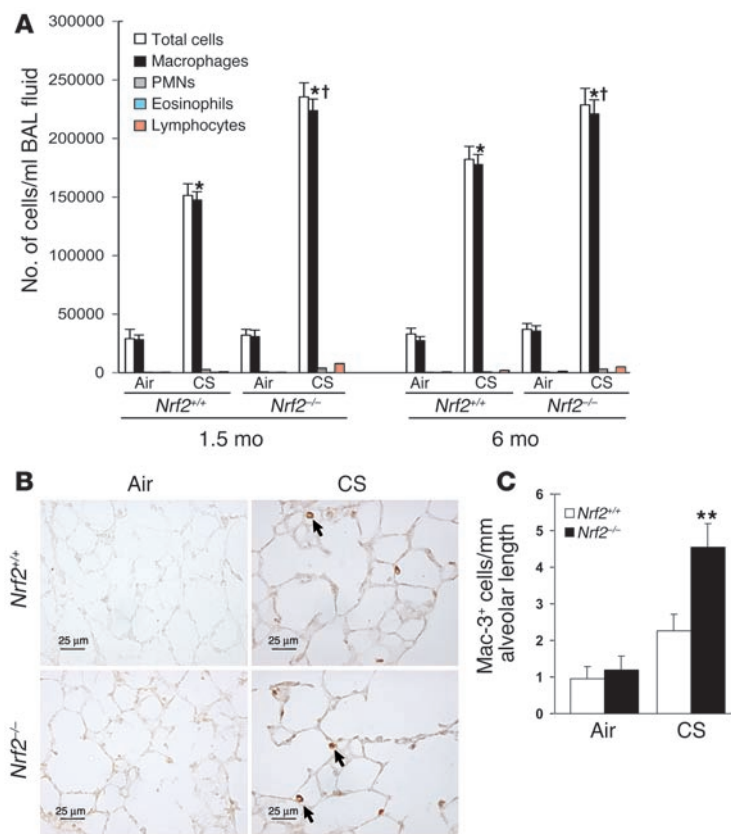 A
No. of cells/ml BAL fluid
300000
250000
200000
150000
100000
50000
0
Total cells
Macrophages
PMNs
Eosinophils
Lymphocytes
* *† * *†
Air CS Air CS Air CS Air CS
Nrf2+/+ Nrf2–/– Nrf2+/+ Nrf2–/–
1.5 mo 6 mo
B
Air CS
Nrf2+/+
25 μm 25 μm
Nrf2–/–
25 μm 25 μm
C
Mac-3+ cells/mm
alveolar length
6
5
4
3
2
1
0
Nrf2+/+
Nrf2–/–
**
Air CS